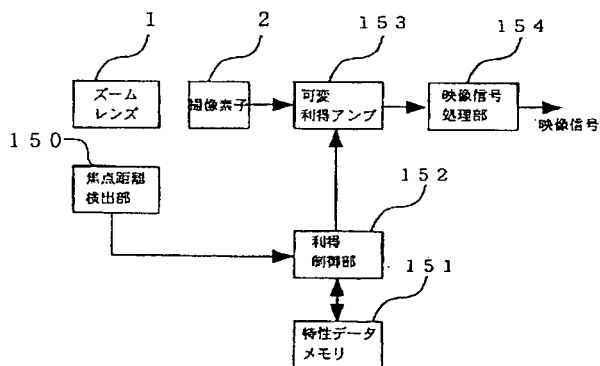 1
2
153
154
ズーム
レンズ
撮像素子
可変
利得アンプ
映像信号
処理部
映像信号
150
焦点距離
検出部
152
利得
制御部
151
特性データ
メモリ